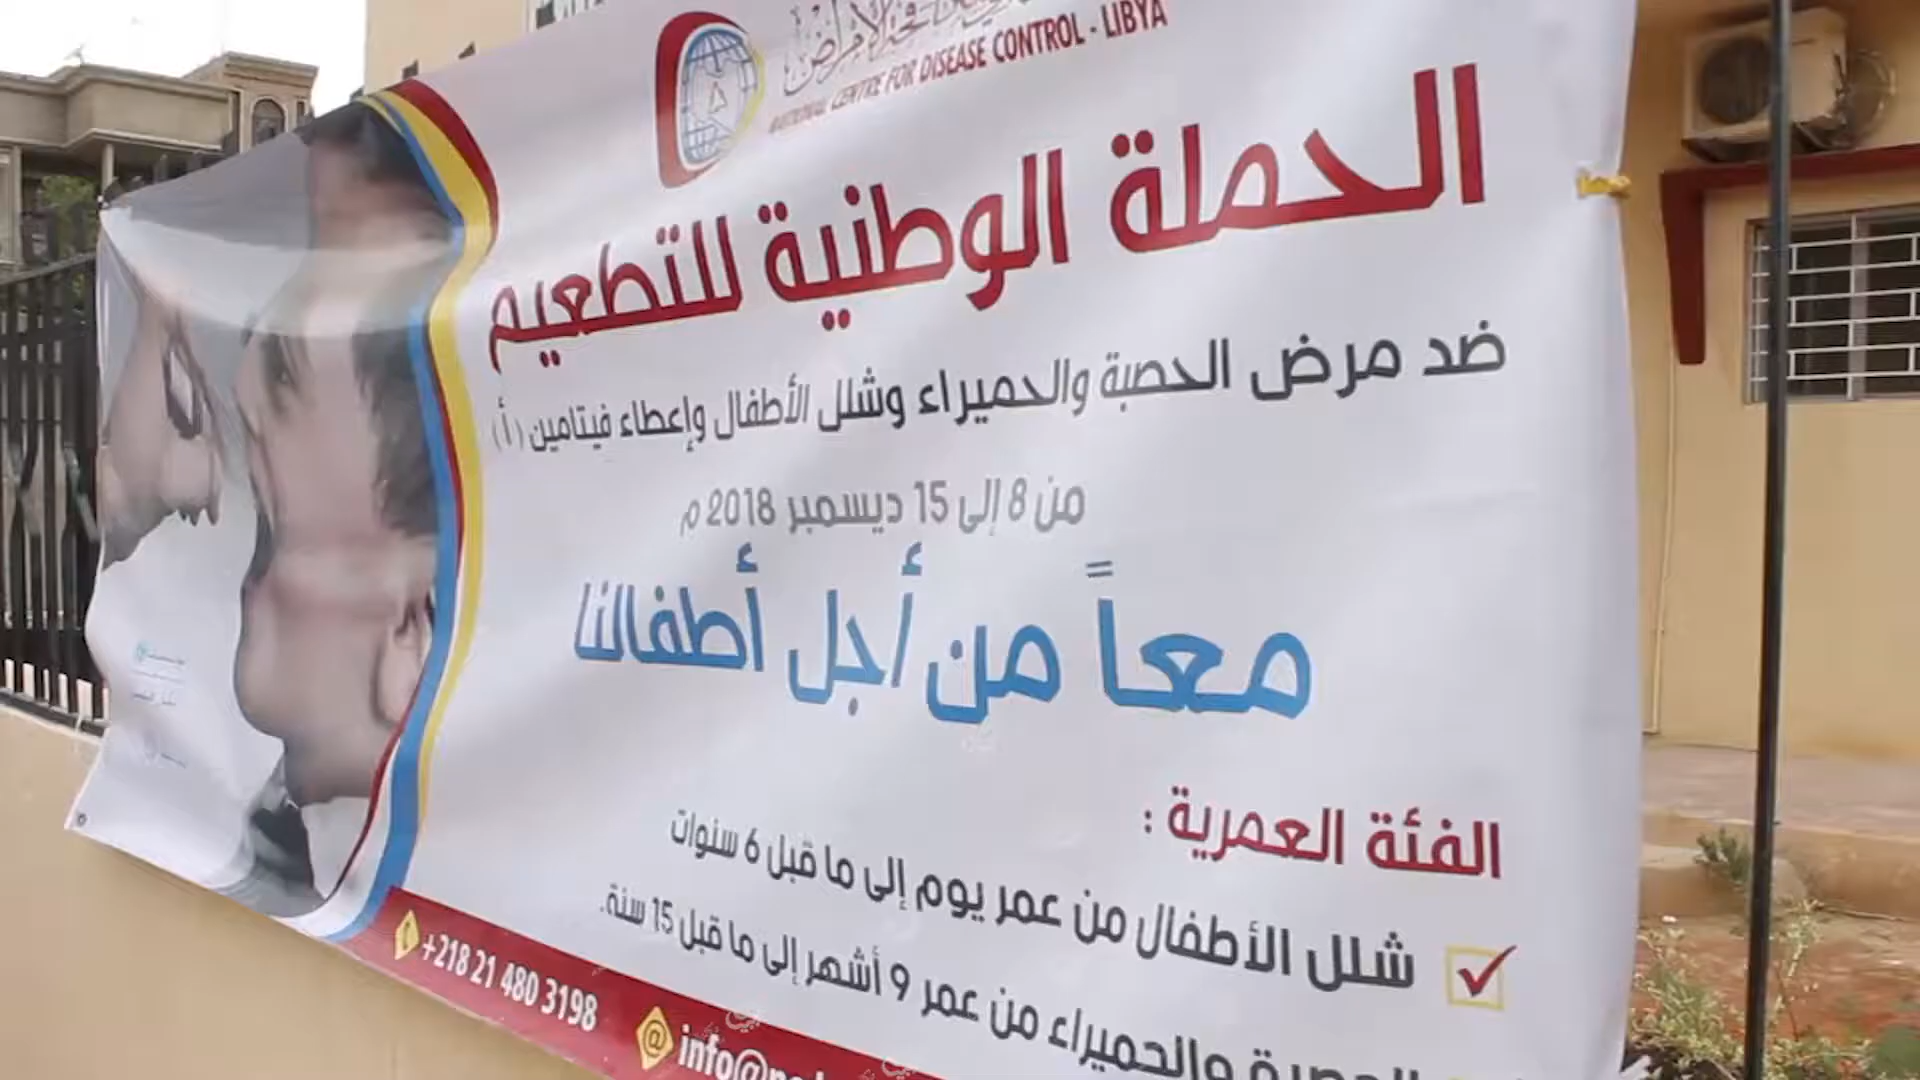 NATIONAL CENTRE FOR DISEASE CONTROL - LIBYA
الحملة الوطنية للتطعيم
ضد مرض الحصبة والحميراء وشلل الأطفال وإعطاء فيتامين (أ)
من 8 إلى 15 ديسمبر 2018 م
معاً من أجل أطفالنا
الفئة العمرية :
شلل الأطفال من عمر يوم إلى ما قبل 6 سنوات
والحميراء من عمر 9 أشهر إلى ما قبل 15 سنة.
+218 21 480 3198
info@